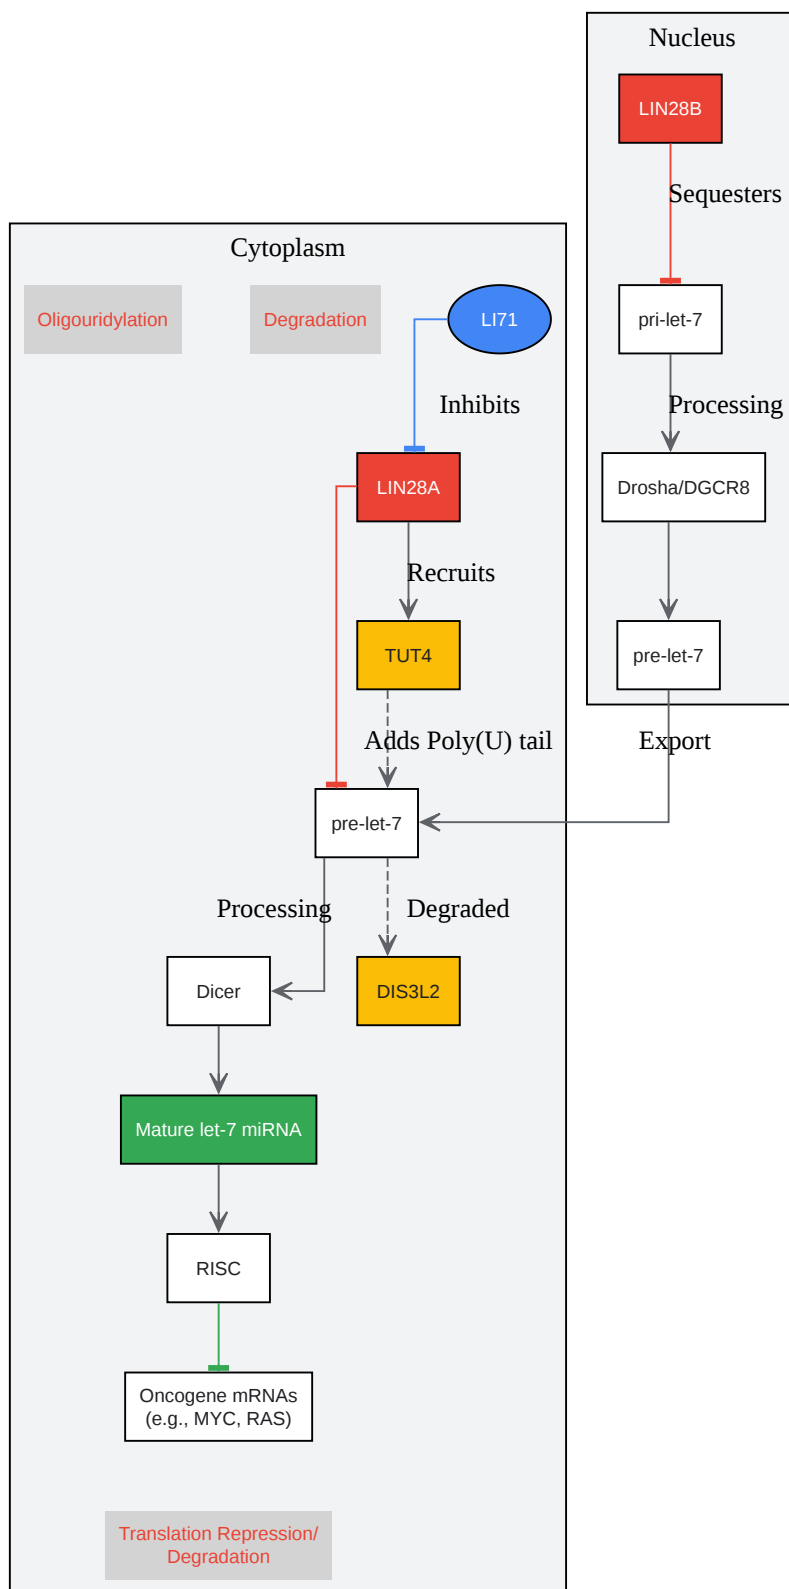 Nucleus
LIN28B
Sequesters
Cytoplasm
Oligouridylation
Degradation
LI71
pri-let-7
Inhibits
Processing
LIN28A
Drosha/DGCR8
Recruits
TUT4
pre-let-7
Adds Poly(U) tail
Export
pre-let-7
Processing
Degraded
Dicer
DIS3L2
Mature let-7 miRNA
RISC
Oncogene mRNAs
(e.g., MYC, RAS)
Translation Repression/
Degradation